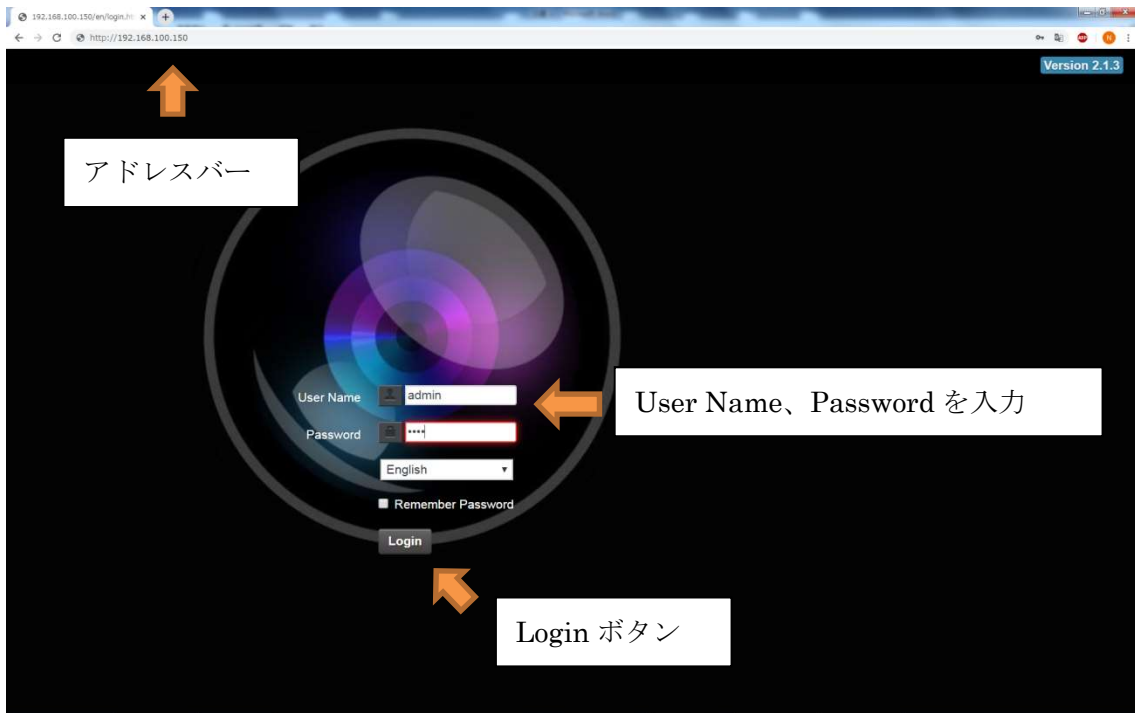 192.168.100.150/en/login.ht
http://192.168.100.150
Version 2.1.3
アドレスバー
User Name
admin
User Name、Password を入力
Password
••••
English
Remember Password
Login
Login ボタン